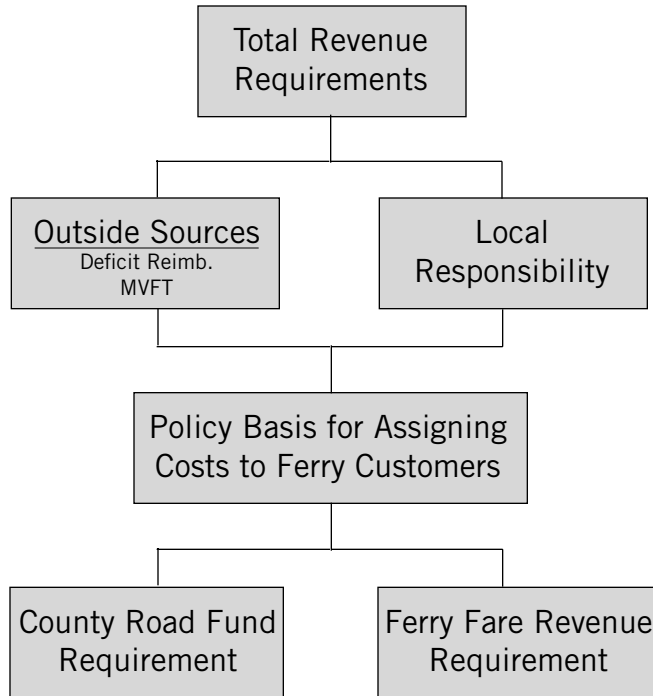 Total Revenue
Requirements
Outside Sources
Deficit Reimb.
MVFT
Local
Responsibility
Policy Basis for Assigning
Costs to Ferry Customers
County Road Fund
Requirement
Ferry Fare Revenue
Requirement